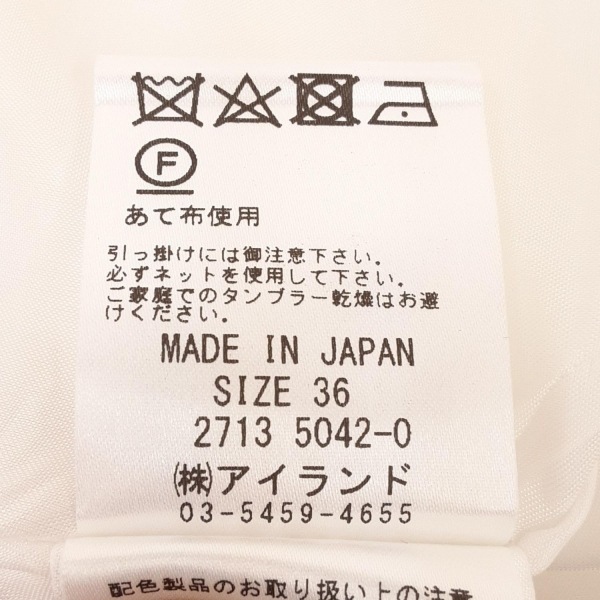 F
あて布使用
引っ掛けには御注意下さい。
必ずネットを使用して下さい。
ご家庭でのタンブラー乾燥はお避
けください。
MADE IN JAPAN
SIZE 36
2713 5042-0
㈱アイランド
03-5459-4655
配色製品のお取り扱い上の注意